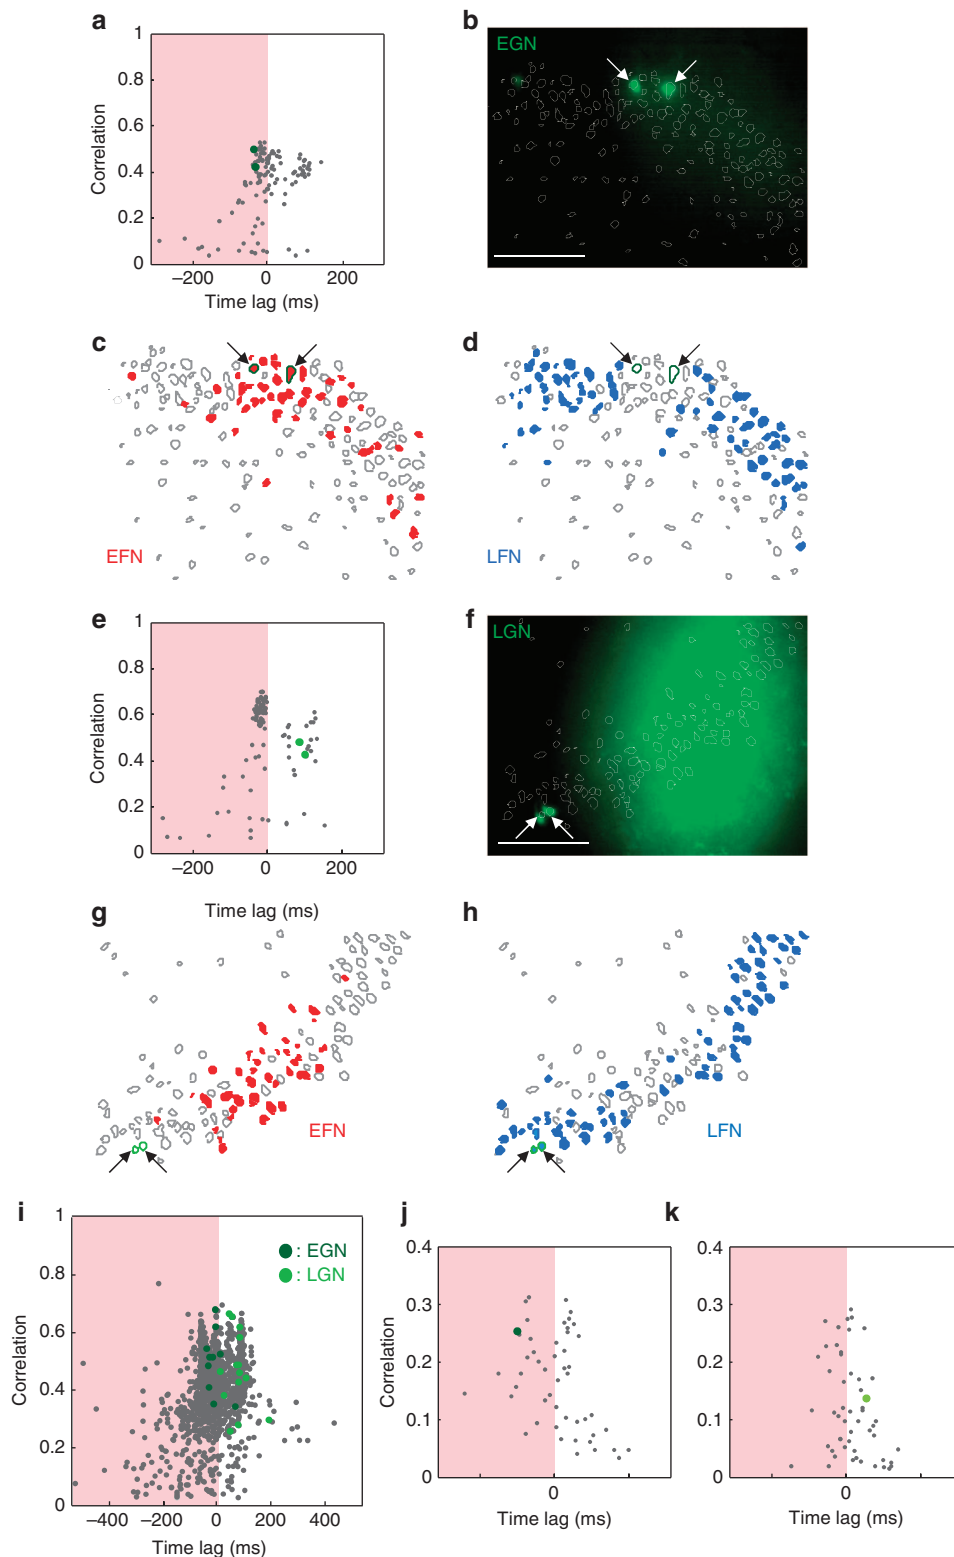 a
1
0.8
0.6
0.4
0.2
0
Correlation
−200
0
200
Time lag (ms)
b
EGN
c
EFN
d
LFN
e
1
0.8
0.6
0.4
0.2
0
Correlation
−200
0
200
Time lag (ms)
f
LGN
g
EFN
h
LFN
i
1
0.8
0.6
0.4
0.2
0
Correlation
: EGN
: LGN
−400
−200
0
200
400
Time lag (ms)
j
0.4
0.3
0.2
0.1
0
Correlation
0
Time lag (ms)
k
0.4
0.3
0.2
0.1
0
0
Time lag (ms)